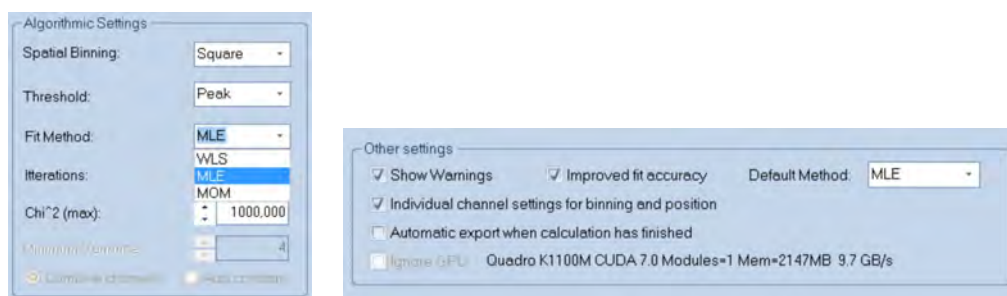 Algorithmic Settings
Spatial Binning: Square
Threshold: Peak
Fit Method: MLE
WLS
Itterations: MLE
MOM
Chi^2 (max): 1000,000
4
Other settings
Show Warnings Improved fit accuracy Default Method: MLE
Individual channel settings for binning and position
Automatic export when calculation has finished
Ignore GPU Quadro K1100M CUDA 7.0 Modules=1 Mem=2147MB 9.7 GB/s